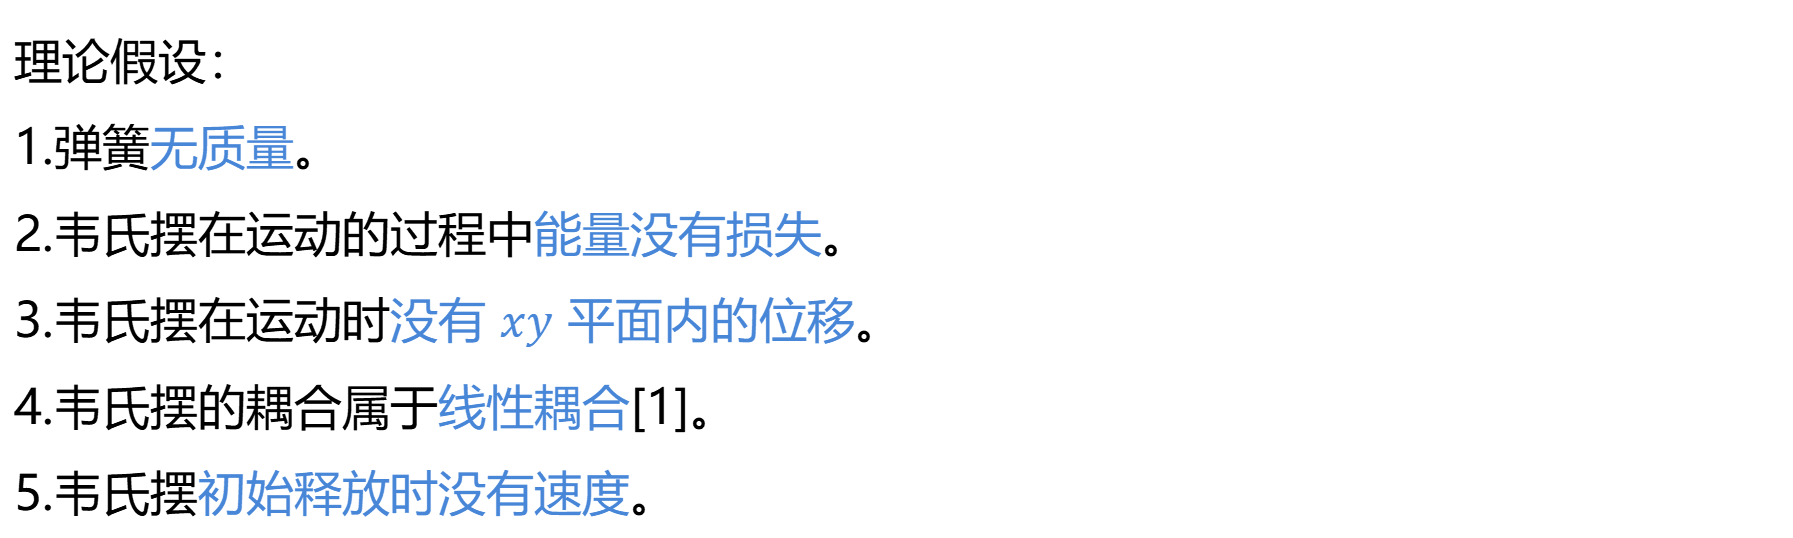 理论假设：
1.弹簧无质量。
2.韦氏摆在运动的过程中能量没有损失。
3.韦氏摆在运动时没有 xy 平面内的位移。
4.韦氏摆的耦合属于线性耦合[1]。
5.韦氏摆初始释放时没有速度。